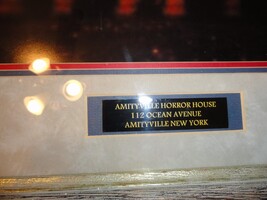 AMITYVILLE HORROR HOUSE
112 OCEAN AVENUE
AMITYVILLE NEW YORK